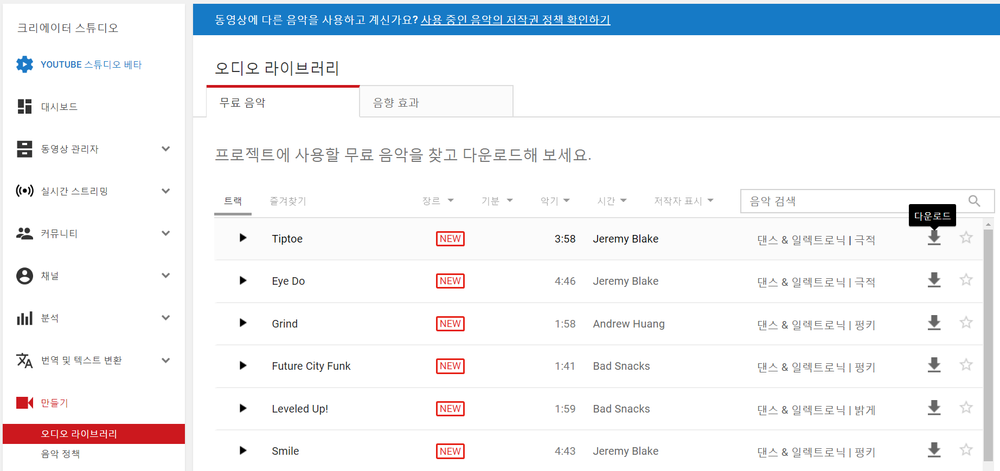 크리에이터 스튜디오
YOUTUBE 스튜디오 베타
대시보드
동영상 관리자
실시간 스트리밍
커뮤니티
채널
분석
번역 및 텍스트 변환
만들기
오디오 라이브러리
음악 정책
동영상에 다른 음악을 사용하고 계신가요? 사용 중인 음악의 저작권 정책 확인하기
오디오 라이브러리
무료 음악 음향 효과
프로젝트에 사용할 무료 음악을 찾고 다운로드해 보세요.
트랙 즐겨찾기 장르 기분 악기 시간 저작자 표시 음악 검색
다운로드
Tiptoe NEW 3:58 Jeremy Blake 댄스 & 일렉트로닉 | 극적
Eye Do NEW 4:46 Jeremy Blake 댄스 & 일렉트로닉 | 극적
Grind NEW 1:58 Andrew Huang 댄스 & 일렉트로닉 | 펑키
Future City Funk NEW 1:41 Bad Snacks 댄스 & 일렉트로닉 | 펑키
Leveled Up! NEW 1:59 Bad Snacks 댄스 & 일렉트로닉 | 밝게
Smile NEW 4:43 Jeremy Blake 댄스 & 일렉트로닉 | 펑키